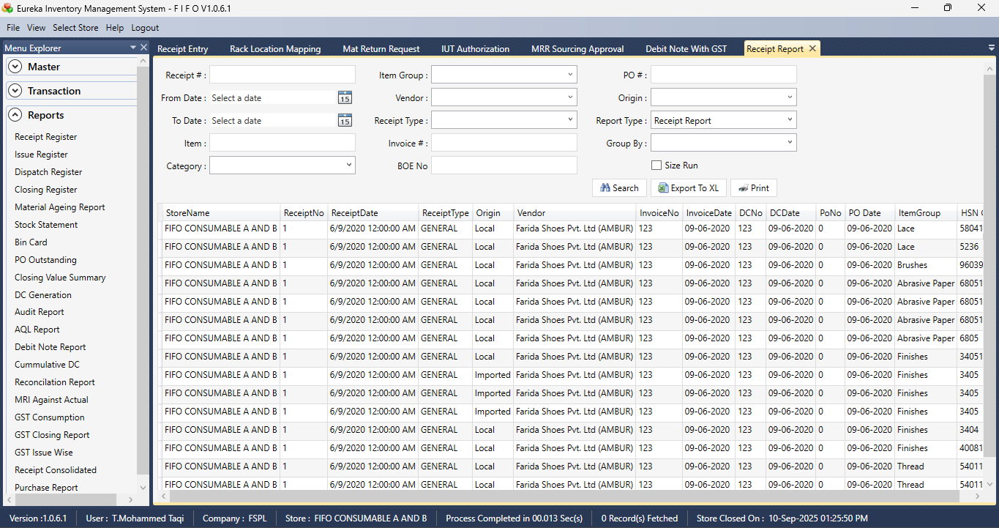 Eureka Inventory Management System - F I F O V1.0.6.1
File View Select Store Help Logout
Menu Explorer
Receipt Entry Rack Location Mapping Mat Return Request IUT Authorization MRR Sourcing Approval Debit Note With GST Receipt Report
Master
Transaction
Reports
Receipt Register
Issue Register
Dispatch Register
Closing Register
Material Ageing Report
Stock Statement
Bin Card
PO Outstanding
Closing Value Summary
DC Generation
Audit Report
AQL Report
Debit Note Report
Cummulative DC
Reconcilation Report
MRI Against Actual
GST Consumption
GST Closing Report
GST Issue Wise
Receipt Consolidated
Purchase Report
Receipt # : Item Group : PO # :
From Date : Select a date 15 Vendor : Origin :
To Date : Select a date 15 Receipt Type : Report Type : Receipt Report
Item : Invoice # : Group By :
Category : BOE No Size Run
Search Export To XL Print
StoreName ReceiptNo ReceiptDate ReceiptType Origin Vendor InvoiceNo InvoiceDate DCNo DCDate PoNo PO Date ItemGroup HSN
FIFO CONSUMABLE A AND B 1 6/9/2020 12:00:00 AM GENERAL Local Farida Shoes Pvt. Ltd (AMBUR) 123 09-06-2020 123 09-06-2020 0 09-06-2020 Lace 58041
FIFO CONSUMABLE A AND B 1 6/9/2020 12:00:00 AM GENERAL Local Farida Shoes Pvt. Ltd (AMBUR) 123 09-06-2020 123 09-06-2020 0 09-06-2020 Lace 5236
FIFO CONSUMABLE A AND B 1 6/9/2020 12:00:00 AM GENERAL Local Farida Shoes Pvt. Ltd (AMBUR) 123 09-06-2020 123 09-06-2020 0 09-06-2020 Brushes 96039
FIFO CONSUMABLE A AND B 1 6/9/2020 12:00:00 AM GENERAL Local Farida Shoes Pvt. Ltd (AMBUR) 123 09-06-2020 123 09-06-2020 0 09-06-2020 Abrasive Paper 68051
FIFO CONSUMABLE A AND B 1 6/9/2020 12:00:00 AM GENERAL Local Farida Shoes Pvt. Ltd (AMBUR) 123 09-06-2020 123 09-06-2020 0 09-06-2020 Abrasive Paper 68051
FIFO CONSUMABLE A AND B 1 6/9/2020 12:00:00 AM GENERAL Local Farida Shoes Pvt. Ltd (AMBUR) 123 09-06-2020 123 09-06-2020 0 09-06-2020 Abrasive Paper 68051
FIFO CONSUMABLE A AND B 1 6/9/2020 12:00:00 AM GENERAL Local Farida Shoes Pvt. Ltd (AMBUR) 123 09-06-2020 123 09-06-2020 0 09-06-2020 Abrasive Paper 6805
FIFO CONSUMABLE A AND B 1 6/9/2020 12:00:00 AM GENERAL Local Farida Shoes Pvt. Ltd (AMBUR) 123 09-06-2020 123 09-06-2020 0 09-06-2020 Finishes 34051
FIFO CONSUMABLE A AND B 1 6/9/2020 12:00:00 AM GENERAL Imported Farida Shoes Pvt. Ltd (AMBUR) 123 09-06-2020 123 09-06-2020 0 09-06-2020 Finishes 3405
FIFO CONSUMABLE A AND B 1 6/9/2020 12:00:00 AM GENERAL Imported Farida Shoes Pvt. Ltd (AMBUR) 123 09-06-2020 123 09-06-2020 0 09-06-2020 Finishes 3405
FIFO CONSUMABLE A AND B 1 6/9/2020 12:00:00 AM GENERAL Imported Farida Shoes Pvt. Ltd (AMBUR) 123 09-06-2020 123 09-06-2020 0 09-06-2020 Finishes 3405
FIFO CONSUMABLE A AND B 1 6/9/2020 12:00:00 AM GENERAL Local Farida Shoes Pvt. Ltd (AMBUR) 123 09-06-2020 123 09-06-2020 0 09-06-2020 Finishes 3404
FIFO CONSUMABLE A AND B 1 6/9/2020 12:00:00 AM GENERAL Local Farida Shoes Pvt. Ltd (AMBUR) 123 09-06-2020 123 09-06-2020 0 09-06-2020 Finishes 40081
FIFO CONSUMABLE A AND B 1 6/9/2020 12:00:00 AM GENERAL Local Farida Shoes Pvt. Ltd (AMBUR) 123 09-06-2020 123 09-06-2020 0 09-06-2020 Thread 54011
FIFO CONSUMABLE A AND B 1 6/9/2020 12:00:00 AM GENERAL Local Farida Shoes Pvt. Ltd (AMBUR) 123 09-06-2020 123 09-06-2020 0 09-06-2020 Thread 54011
Version :1.0.6.1 User : T.Mohammed Taqi Company : FSPL Store : FIFO CONSUMABLE A AND B Process Completed in 00.013 Sec(s) 0 Record(s) Fetched Store Closed On : 10-Sep-2025 01:25:50 PM